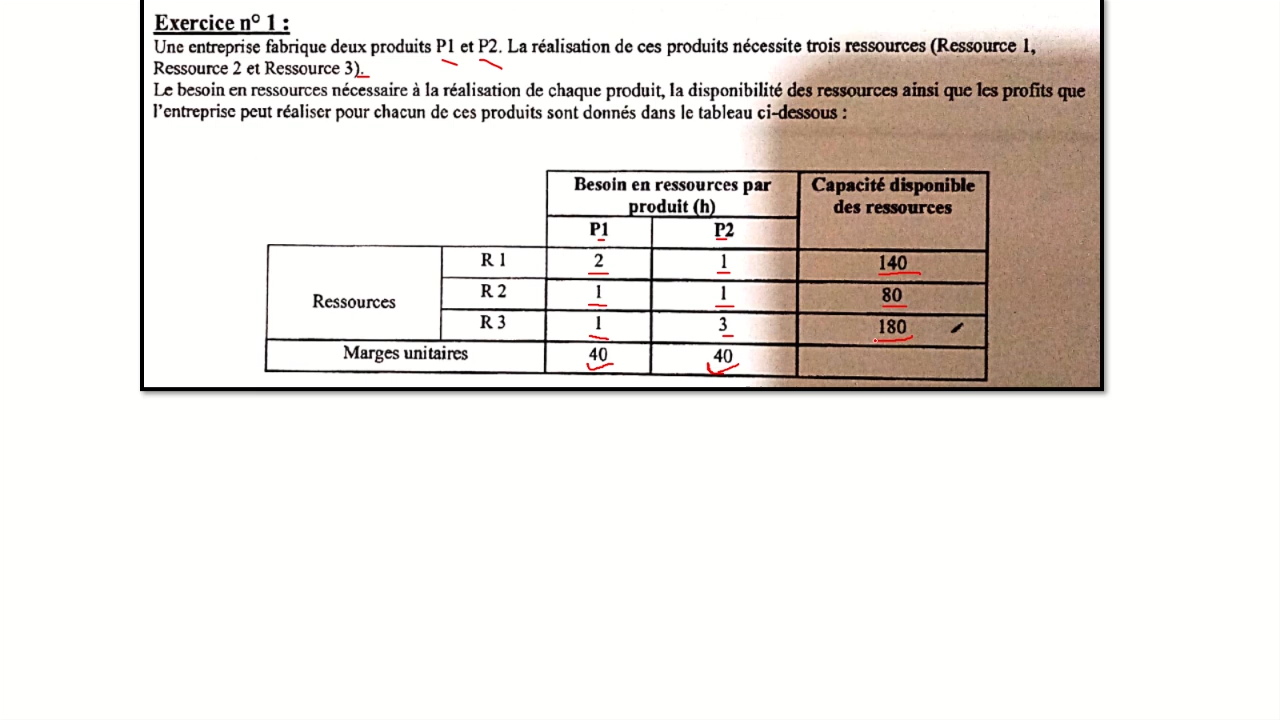 Exercice n° 1 :
Une entreprise fabrique deux produits P1 et P2. La réalisation de ces produits nécessite trois ressources (Ressource 1,
Ressource 2 et Ressource 3).
Le besoin en ressources nécessaire à la réalisation de chaque produit, la disponibilité des ressources ainsi que les profits que
l'entreprise peut réaliser pour chacun de ces produits sont donnés dans le tableau ci-dessous :
Besoin en ressources par produit (h) Capacité disponible des ressources
P1 P2
Ressources
R 1 2 1 140
R 2 1 1 80
R 3 1 3 180
Marges unitaires 40 40